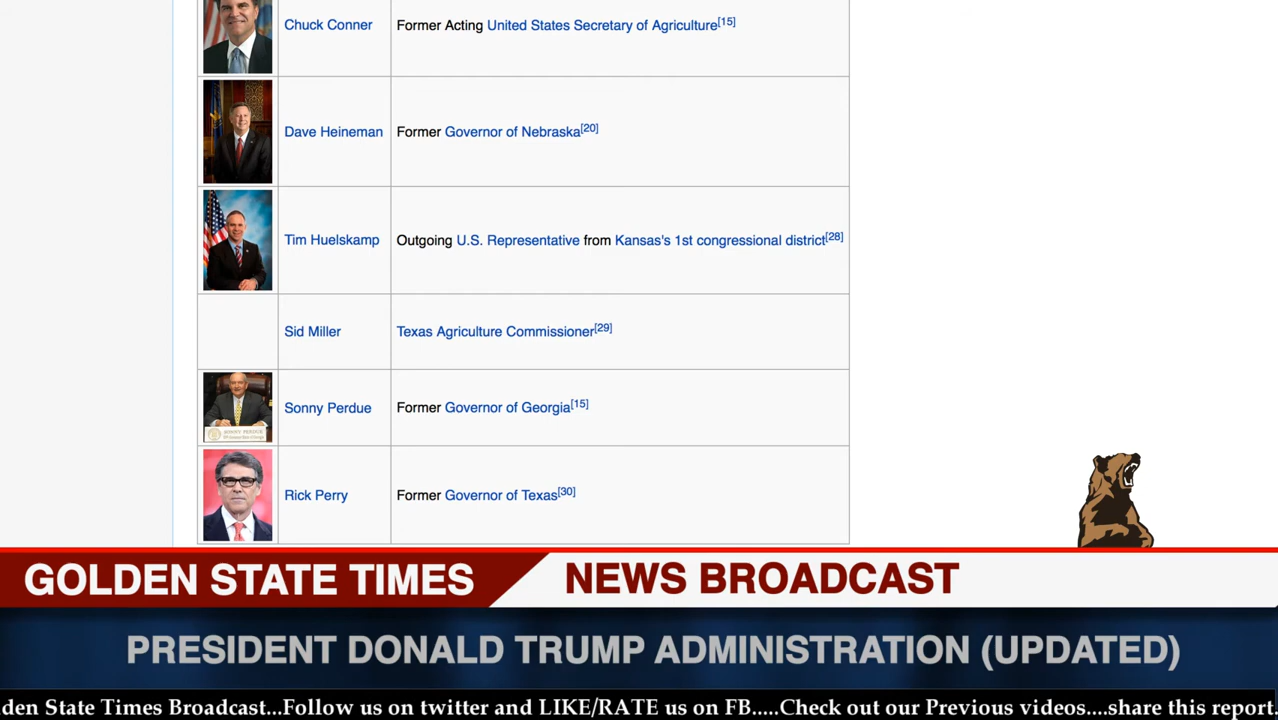 Chuck Conner Former Acting United States Secretary of Agriculture[15]
Dave Heineman Former Governor of Nebraska[20]
Tim Huelskamp Outgoing U.S. Representative from Kansas's 1st congressional district[28]
Sid Miller Texas Agriculture Commissioner[29]
Sonny Perdue Former Governor of Georgia[15]
SONNY PERDUE
Rick Perry Former Governor of Texas[30]
GOLDEN STATE TIMES NEWS BROADCAST
PRESIDENT DONALD TRUMP ADMINISTRATION (UPDATED)
den State Times Broadcast...Follow us on twitter and LIKE/RATE us on FB.....Check out our Previous videos....share this report.